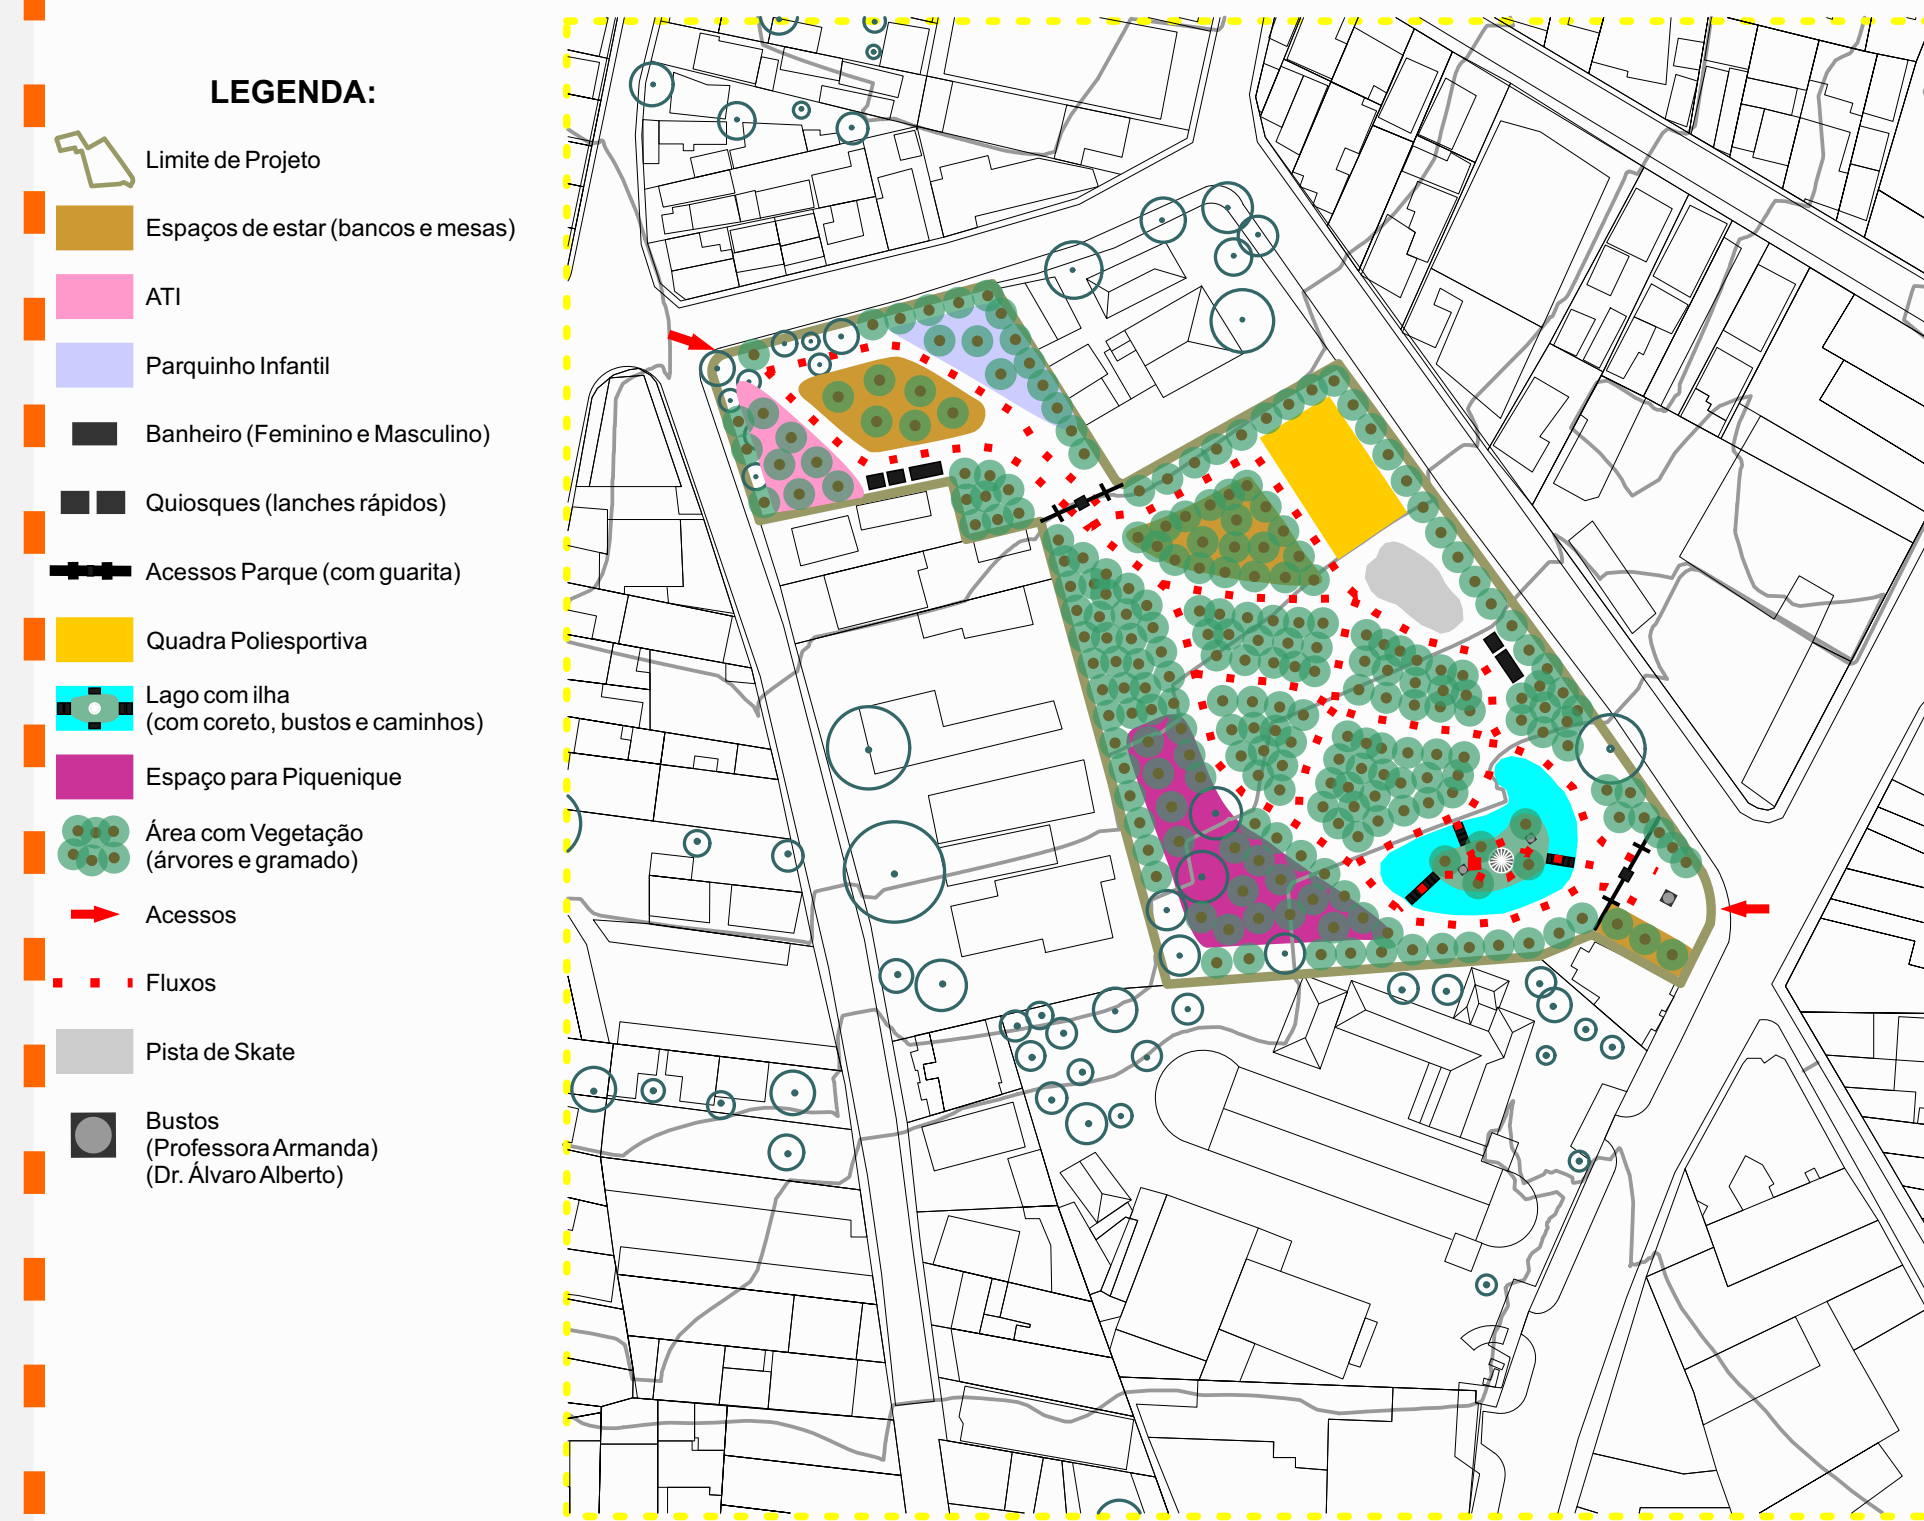 LEGENDA:
Limite de Projeto
Espaços de estar (bancos e mesas)
ATI
Parquinho Infantil
Banheiro (Feminino e Masculino)
Quiosques (lanches rápidos)
Acessos Parque (com guarita)
Quadra Poliesportiva
Lago com ilha
(com coreto, bustos e caminhos)
Espaço para Piquenique
Área com Vegetação
(árvores e gramado)
Acessos
Fluxos
Pista de Skate
Bustos
(Professora Armanda)
(Dr. Álvaro Alberto)